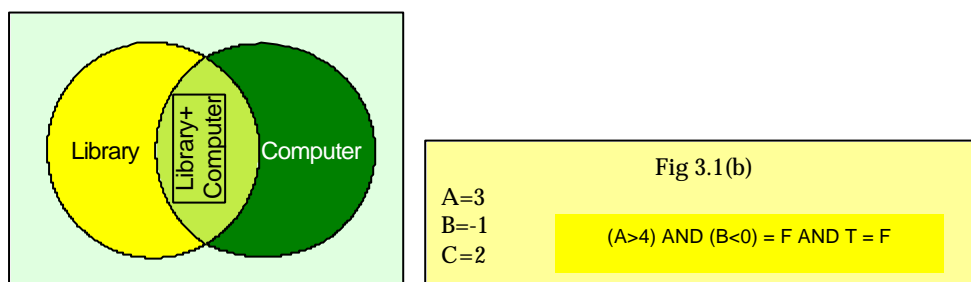 Library
Library+
Computer
Computer
Fig 3.1(b)
A=3
B=-1
C=2
(A>4) AND (B<0) = F AND T = F